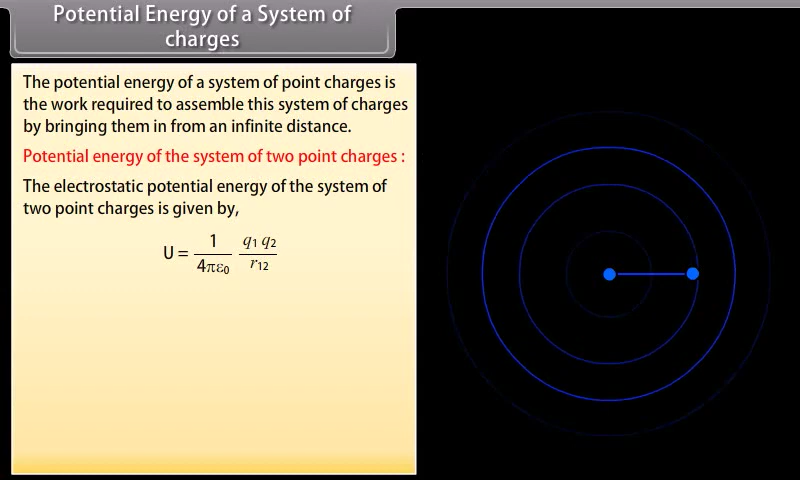 Potential Energy of a System of
charges
The potential energy of a system of point charges is
the work required to assemble this system of charges
by bringing them in from an infinite distance.
Potential energy of the system of two point charges :
The electrostatic potential energy of the system of
two point charges is given by,
U = 1/4πε₀ q₁ q₂/r₁₂